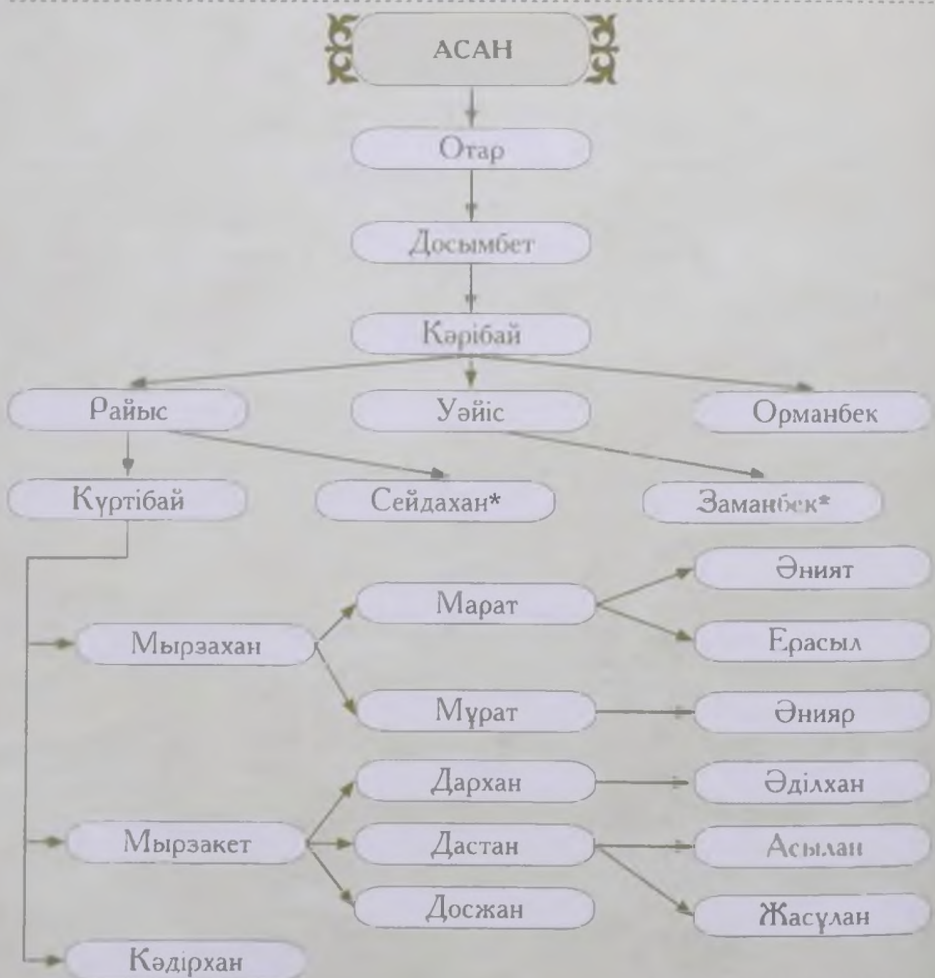 АСАН
Отар
Досымбет
Кәрібай
Райыс Уәйіс Орманбек
Күртібай Сейдахан* Заманбек*
Әният
Марат
Мырзахан Ерасыл
Мұрат Әнияр
Дархан Әділхан
Мырзакет Дастан Асылан
Досжан Жасұлан
Кәдірхан